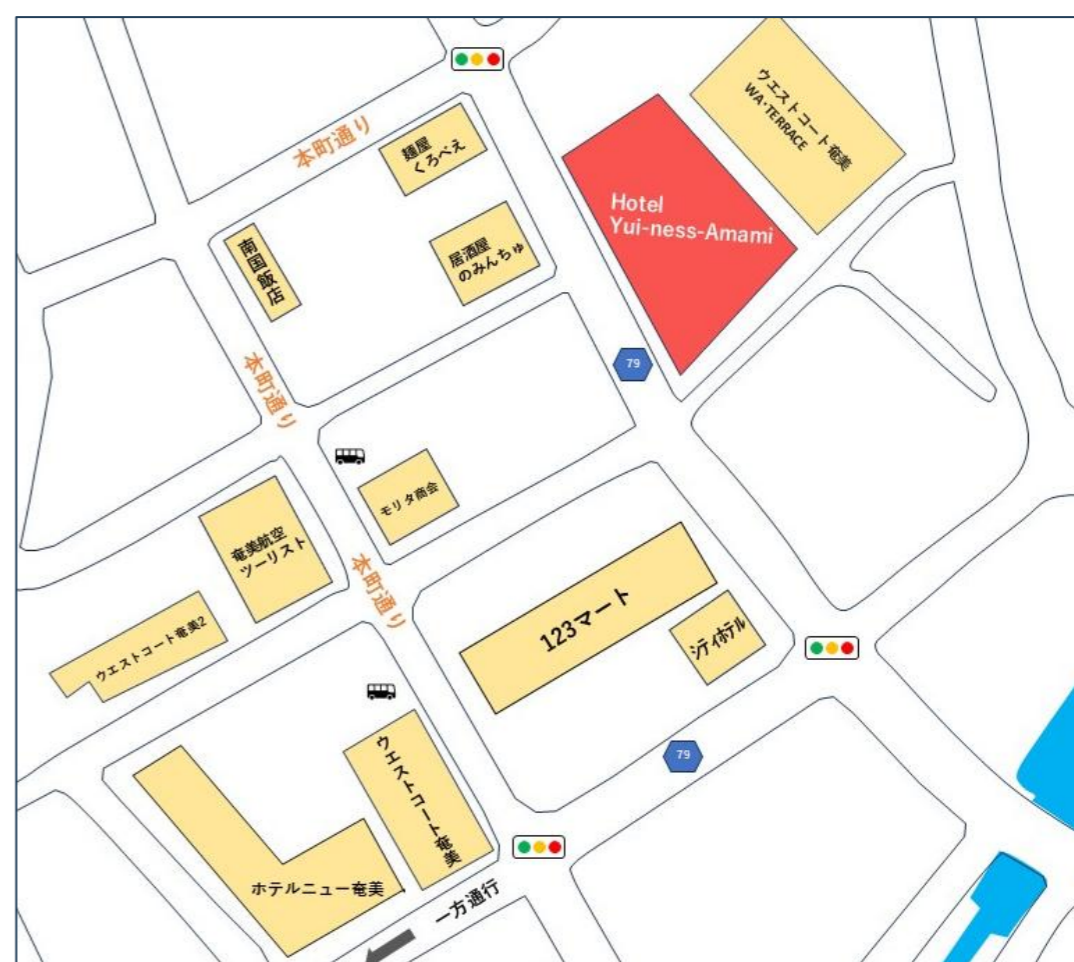 ウエストコート奄美
WA・TERRACE
本町通り
麺屋
くろべえ
Hotel
Yui-ness-Amami
南国飯店
居酒屋
のみんちゅ
79
本町通り
モリタ商会
奄美航空
ツーリスト
本町通り
123マート
シティホテル
ウエストコート奄美2
79
ウエストコート奄美
ホテルニュー奄美
一方通行